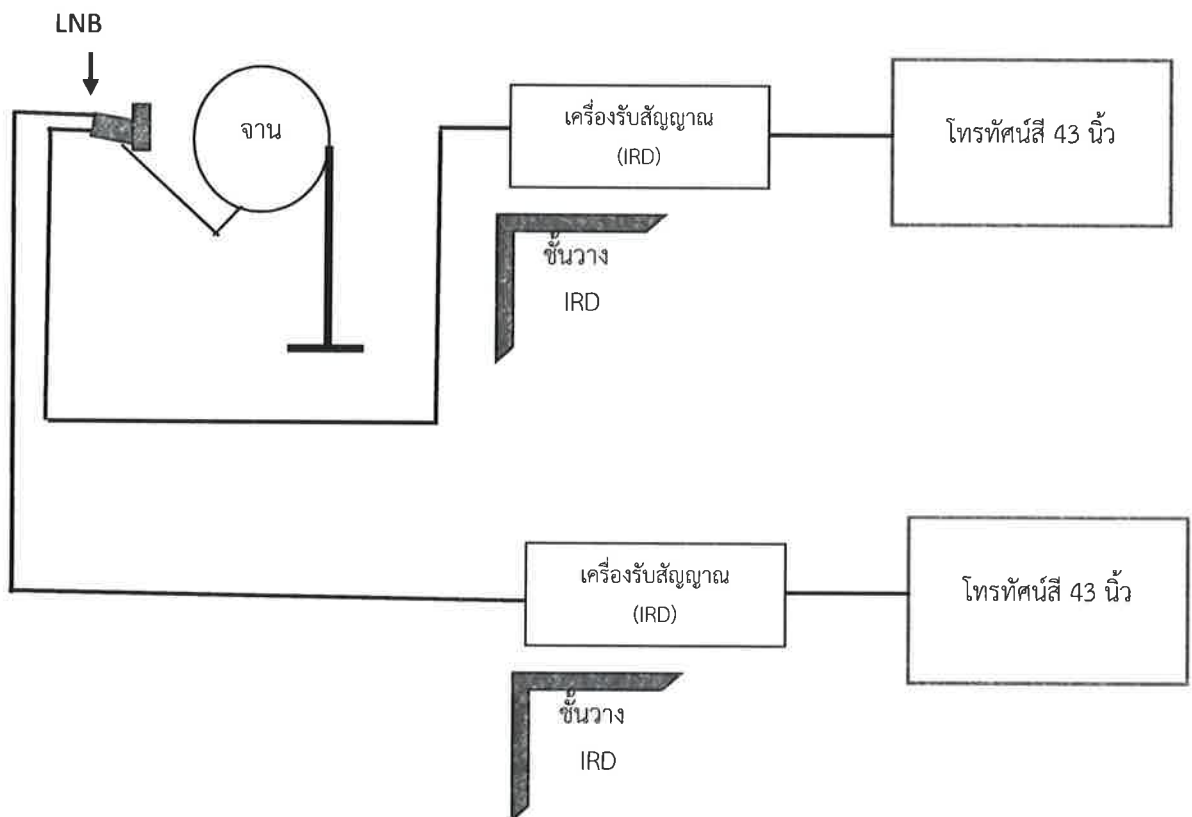 LNB
จาน
เครื่องรับสัญญาณ
(IRD)
โทรทัศน์สี 43 นิ้ว
ชั้นวาง
IRD
เครื่องรับสัญญาณ
(IRD)
โทรทัศน์สี 43 นิ้ว
ชั้นวาง
IRD